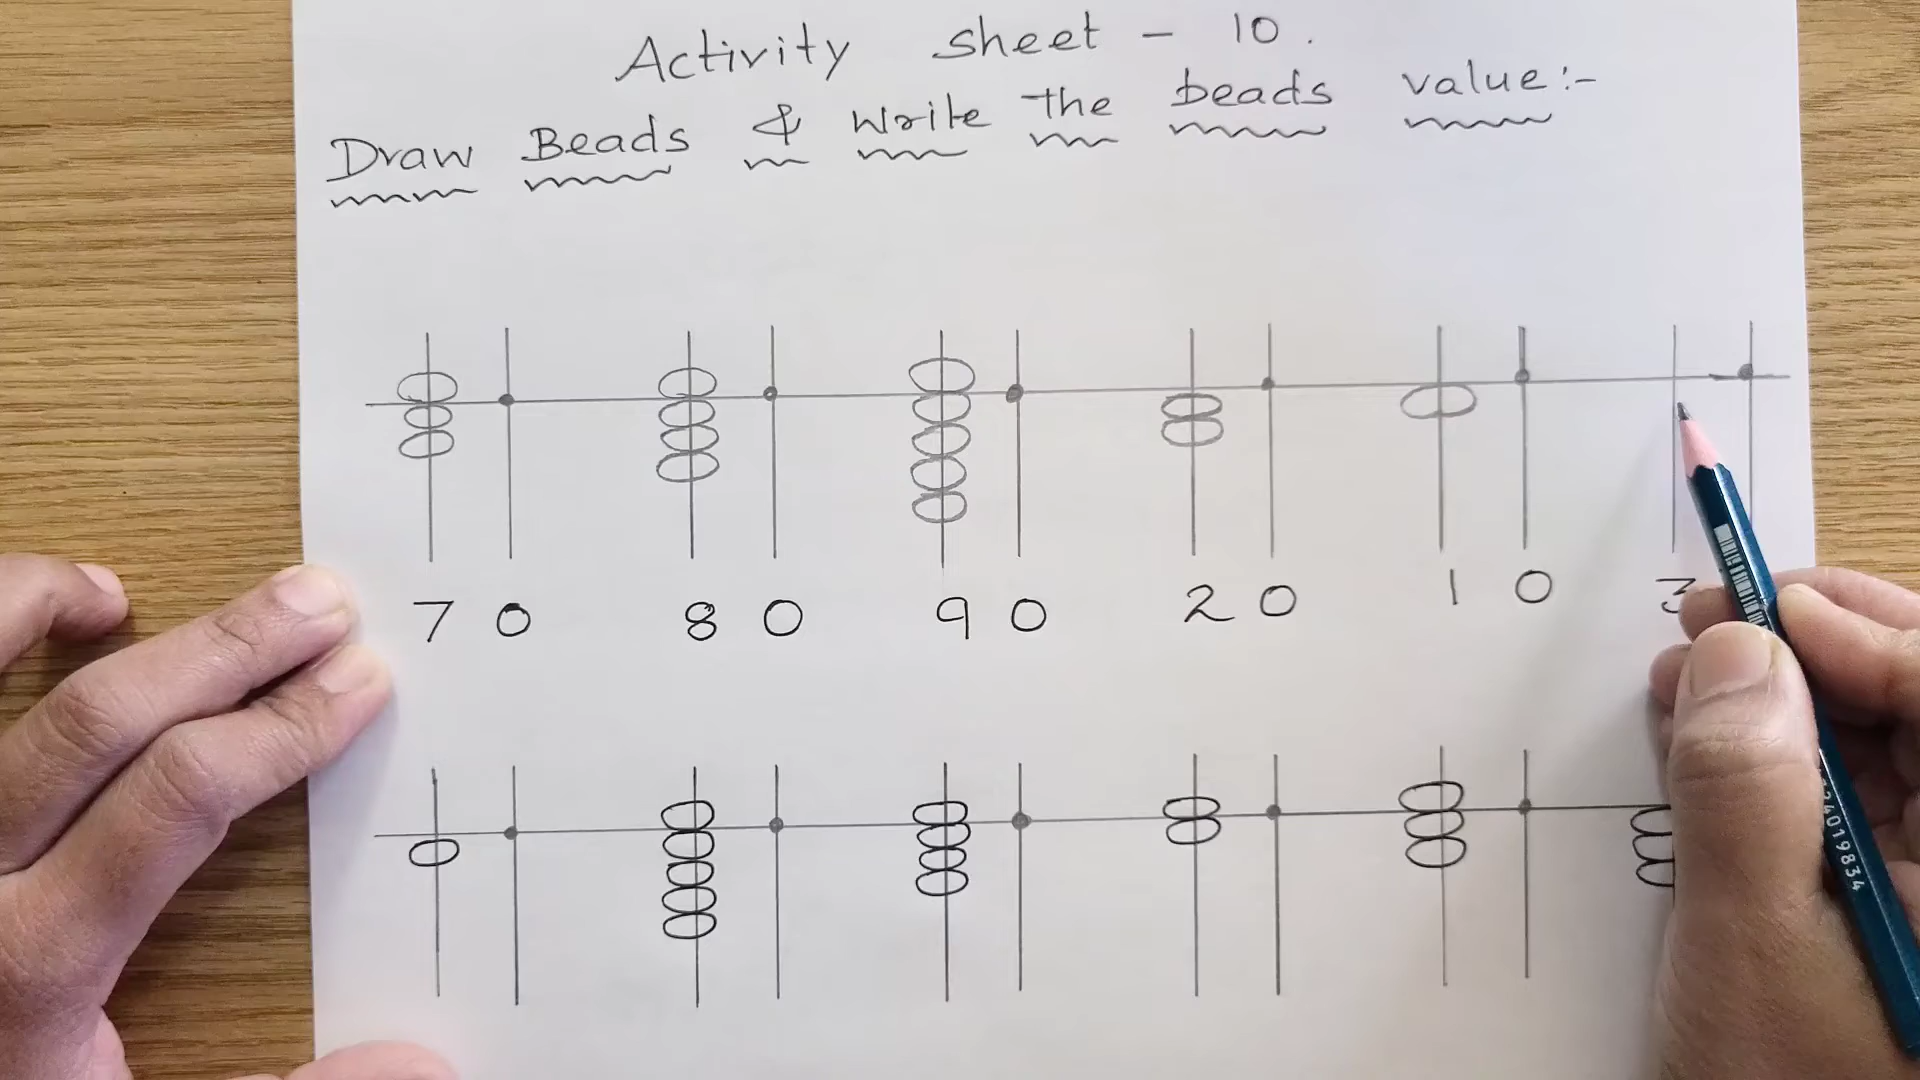 Activity sheet - 10.
Draw Beads & Write the beads value:-
7 0 8 0 9 0 2 0 1 0 3